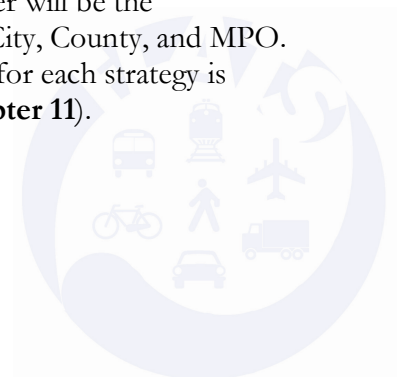 er will be the
City, County, and MPO.
for each strategy is
pter 11).